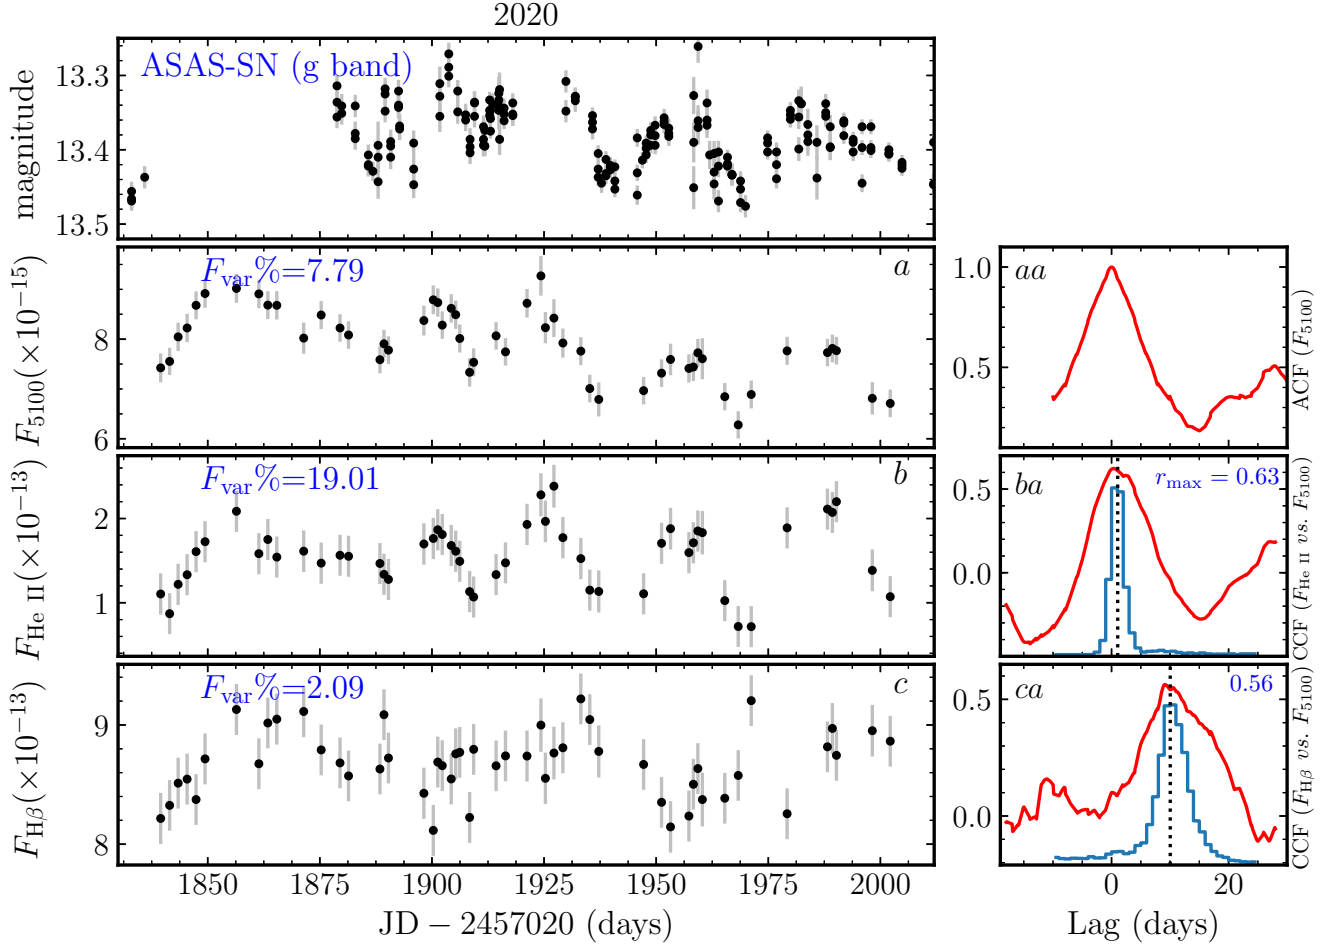 2020
ASAS-SN (g band)
magnitude
13.3
13.4
13.5
F_var%=7.79
a
F_5100(×10^−15)
8
6
aa
1.0
0.5
ACF (F_5100)
F_var%=19.01
b
F_He II(×10^−13)
2
1
ba
r_max = 0.63
0.5
0.0
CCF (F_He II vs. F_5100)
F_var%=2.09
c
F_Hβ(×10^−13)
9
8
ca
0.56
0.5
0.0
CCF (F_Hβ vs. F_5100)
1850 1875 1900 1925 1950 1975 2000
JD − 2457020 (days)
0 20
Lag (days)